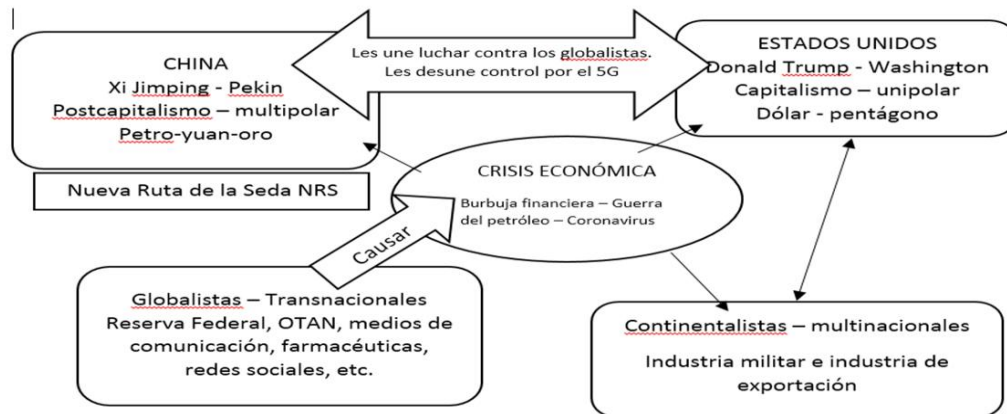 CHINA
Xi Jimping - Pekin
Postcapitalismo – multipolar
Petro-yuan-oro
Nueva Ruta de la Seda NRS
Les une luchar contra los globalistas.
Les desune control por el 5G
ESTADOS UNIDOS
Donald Trump - Washington
Capitalismo – unipolar
Dólar - pentágono
CRISIS ECONÓMICA
Burbuja financiera – Guerra
del petróleo – Coronavirus
Causar
Globalistas – Transnacionales
Reserva Federal, OTAN, medios de
comunicación, farmacéuticas,
redes sociales, etc.
Continentalistas – multinacionales
Industria militar e industria de
exportación